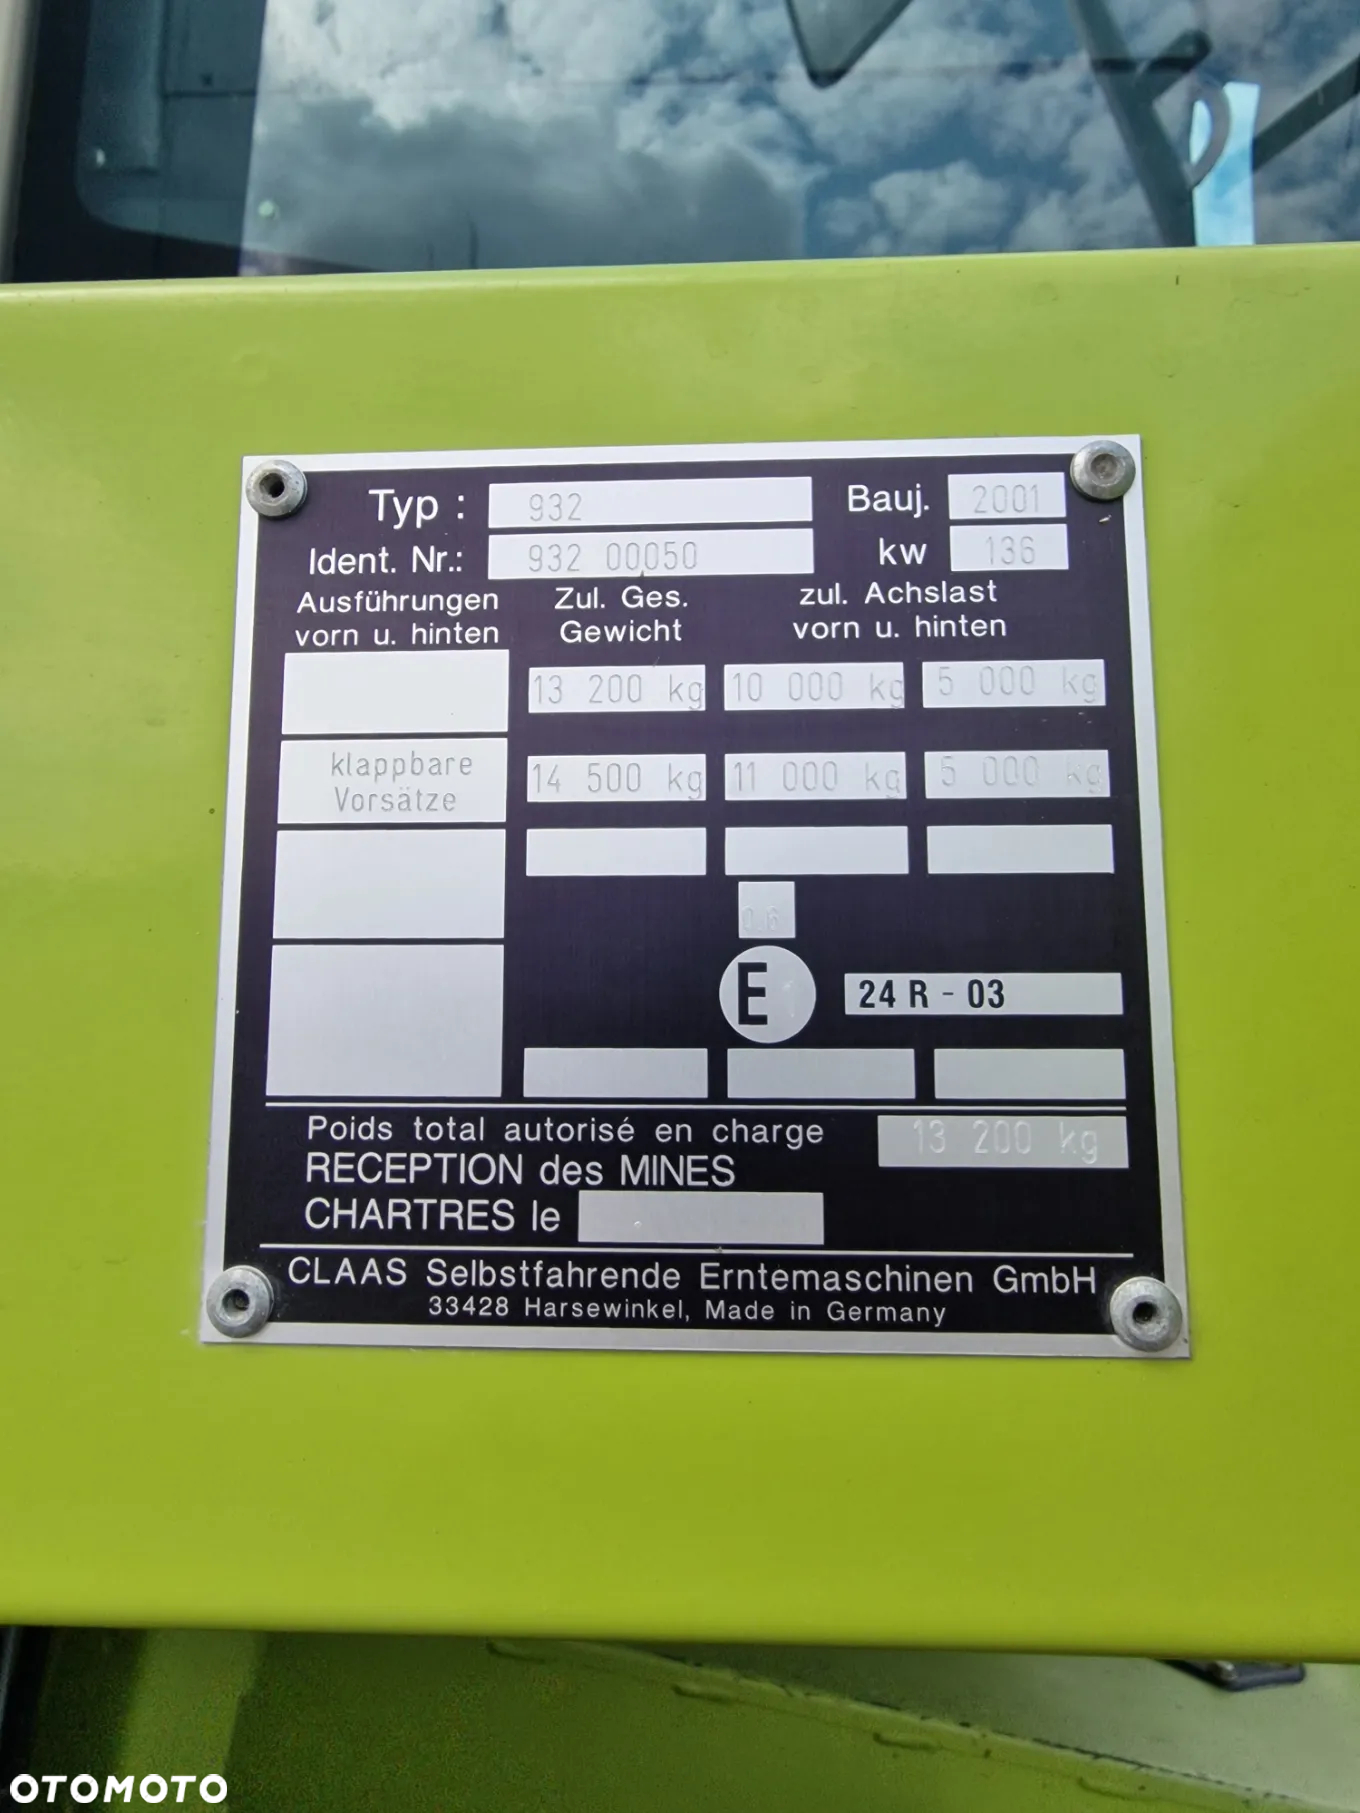 Typ : 932 Bauj. 2001
Ident. Nr.: 932 00050 kw 136
Ausführungen Zul. Ges. zul. Achslast
vorn u. hinten Gewicht vorn u. hinten
13 200 kg 10 000 kg 5 000 kg
klappbare
Vorsätze 14 500 kg 11 000 kg 5 000 kg
0.6
E 1 24 R - 03
Poids total autorisé en charge 13 200 kg
RECEPTION des MINES
CHARTRES le
CLAAS Selbstfahrende Erntemaschinen GmbH
33428 Harsewinkel, Made in Germany
OTOMOTO